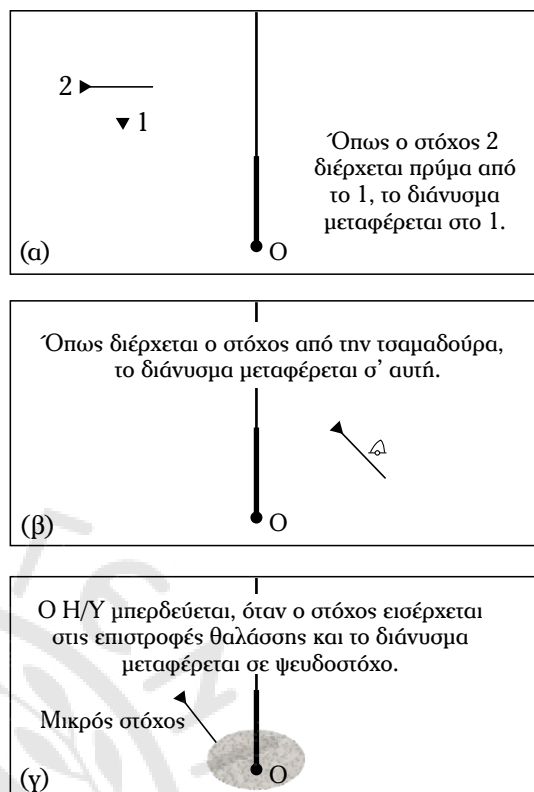 2
1
Όπως ο στόχος 2
διέρχεται πρύμα από
το 1, το διάνυσμα
μεταφέρεται στο 1.
(α)
Ο
Όπως διέρχεται ο στόχος από την τσαμαδούρα,
το διάνυσμα μεταφέρεται σ’ αυτή.
(β)
Ο
Ο Η/Υ μπερδεύεται, όταν ο στόχος εισέρχεται
στις επιστροφές θαλάσσης και το διάνυσμα
μεταφέρεται σε ψευδοστόχο.
Μικρός στόχος
(γ)
Ο